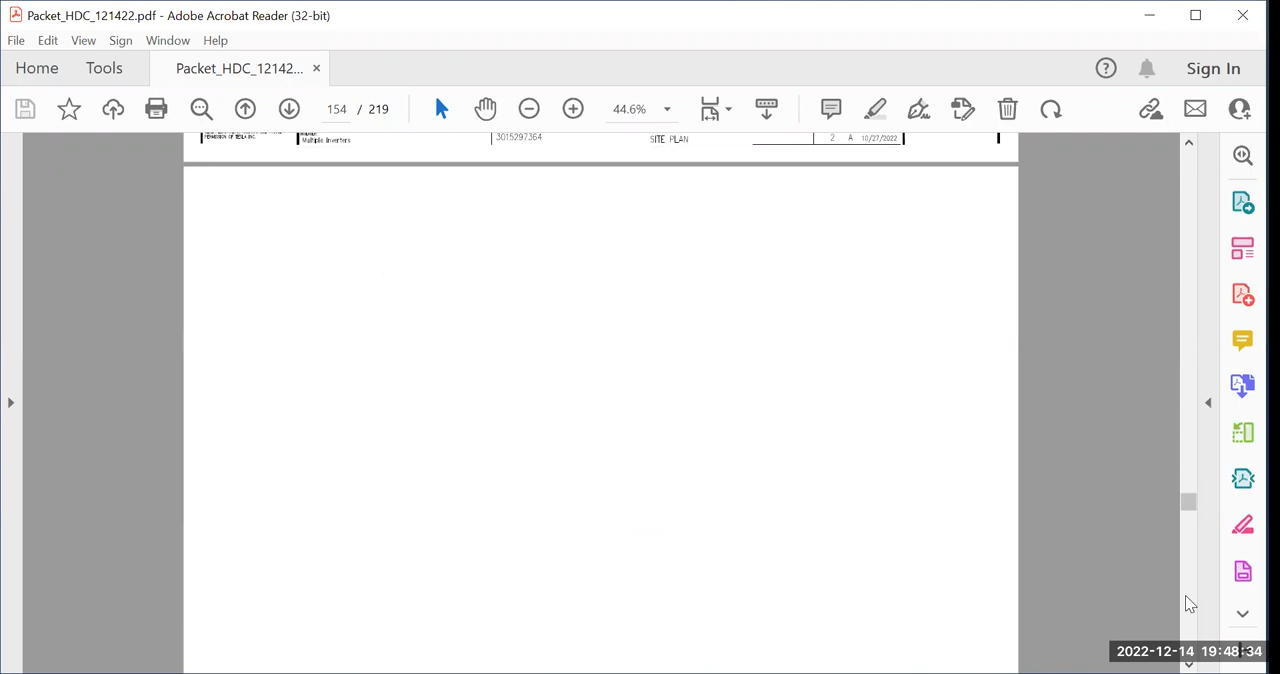 Packet_HDC_121422.pdf - Adobe Acrobat Reader (32-bit)
File Edit View Sign Window Help
Home Tools Packet_HDC_12142... × Sign In
154 / 219 44.6%
Multiple Inverters 3015297364 SITE PLAN 2 A 10/27/2022
2022-12-14 19:48:34